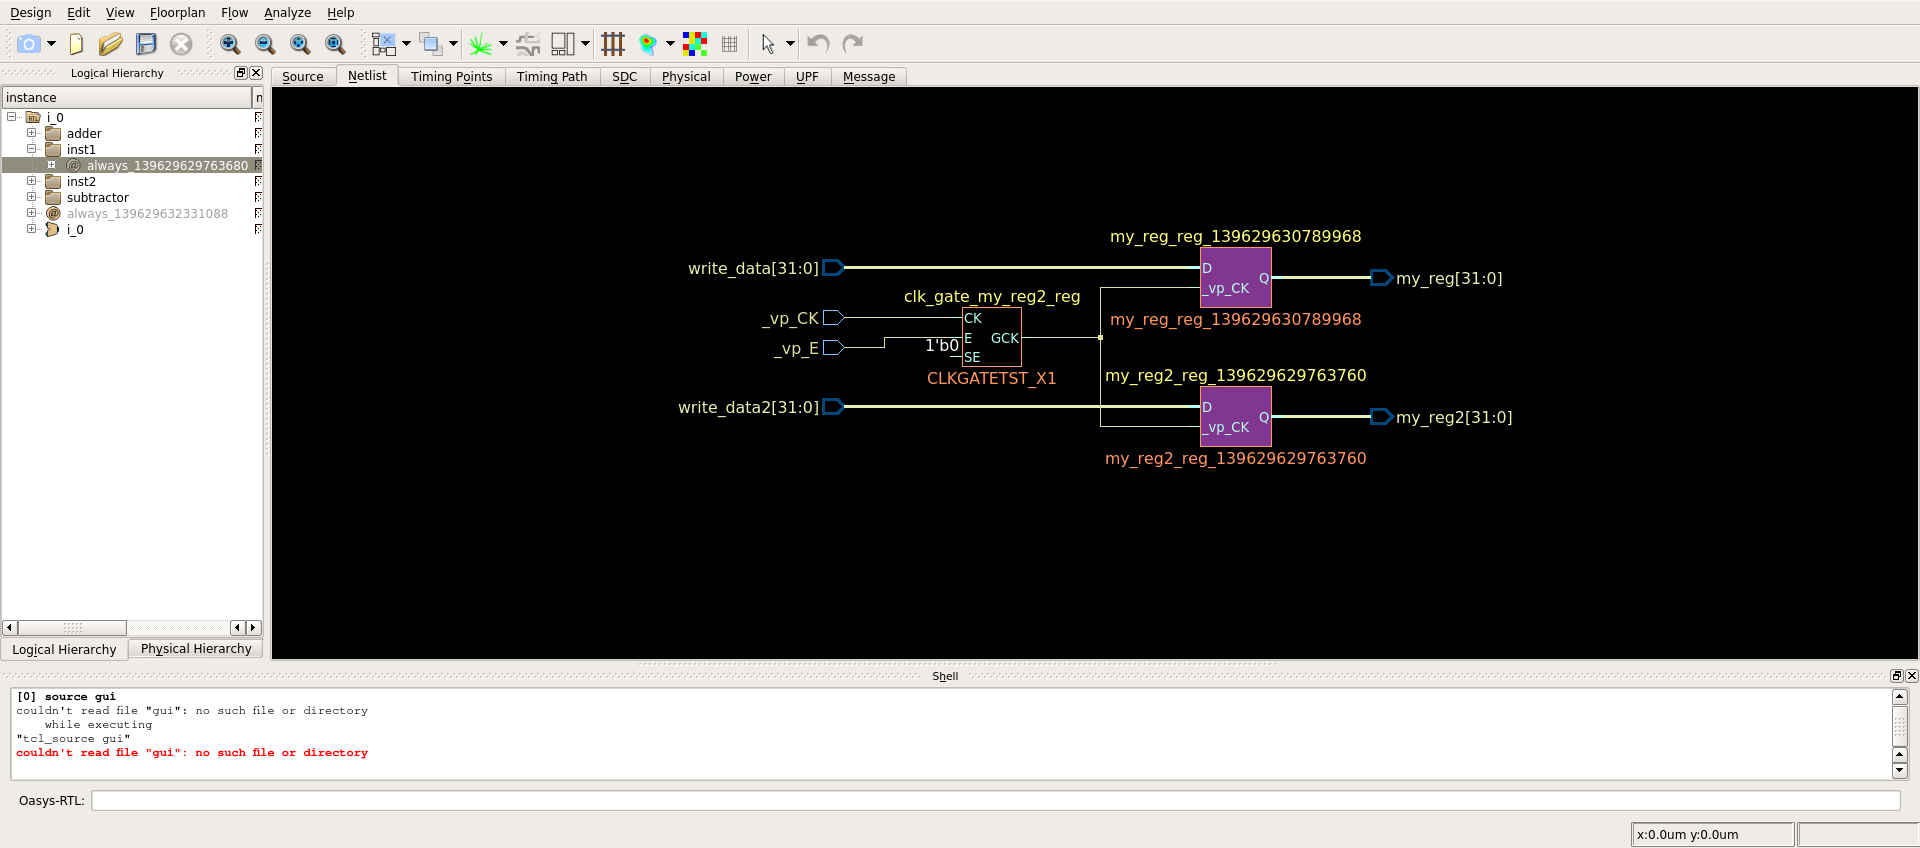 Design Edit View Floorplan Flow Analyze Help
Logical Hierarchy
instance
i_0
adder
inst1
always_139629629763680
inst2
subtractor
always_139629632331088
i_0
Logical Hierarchy Physical Hierarchy
Source Netlist Timing Points Timing Path SDC Physical Power UPF Message
my_reg_reg_139629630789968
write_data[31:0] D Q my_reg[31:0]
_vp_CK
my_reg_reg_139629630789968
clk_gate_my_reg2_reg
_vp_CK CK
_vp_E E GCK
1'b0 SE
CLKGATETST_X1
my_reg2_reg_139629629763760
write_data2[31:0] D Q my_reg2[31:0]
_vp_CK
my_reg2_reg_139629629763760
Shell
[0] source gui
couldn't read file "gui": no such file or directory
while executing
"tcl_source gui"
couldn't read file "gui": no such file or directory
Oasys-RTL:
x:0.0um y:0.0um